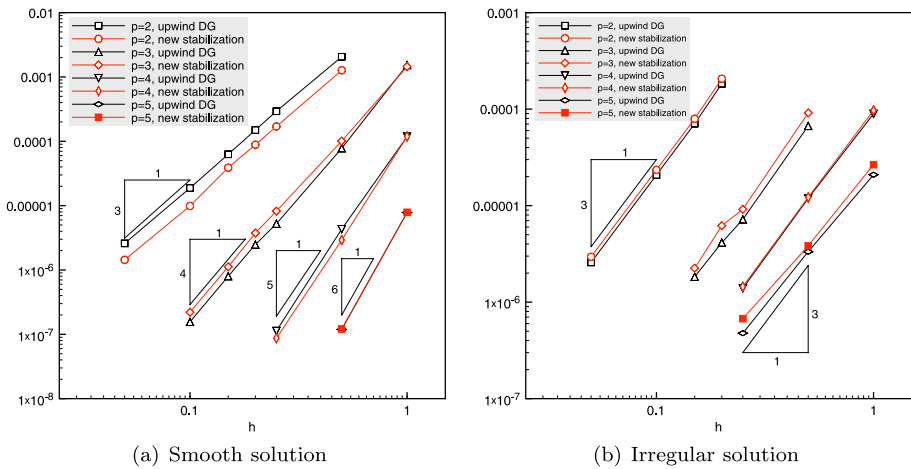 0.01
0.001
0.0001
0.00001
1×10⁻⁶
1×10⁻⁷
1×10⁻⁸
p=2, upwind DG
p=2, new stabilization
p=3, upwind DG
p=3, new stabilization
p=4, upwind DG
p=4, new stabilization
p=5, upwind DG
p=5, new stabilization
1
3
1
4
1
5
1
6
0.1
1
h
(a) Smooth solution
0.001
0.0001
0.00001
1×10⁻⁶
1×10⁻⁷
p=2, upwind DG
p=2, new stabilization
p=3, upwind DG
p=3, new stabilization
p=4, upwind DG
p=4, new stabilization
p=5, upwind DG
p=5, new stabilization
1
3
3
1
0.1
1
h
(b) Irregular solution